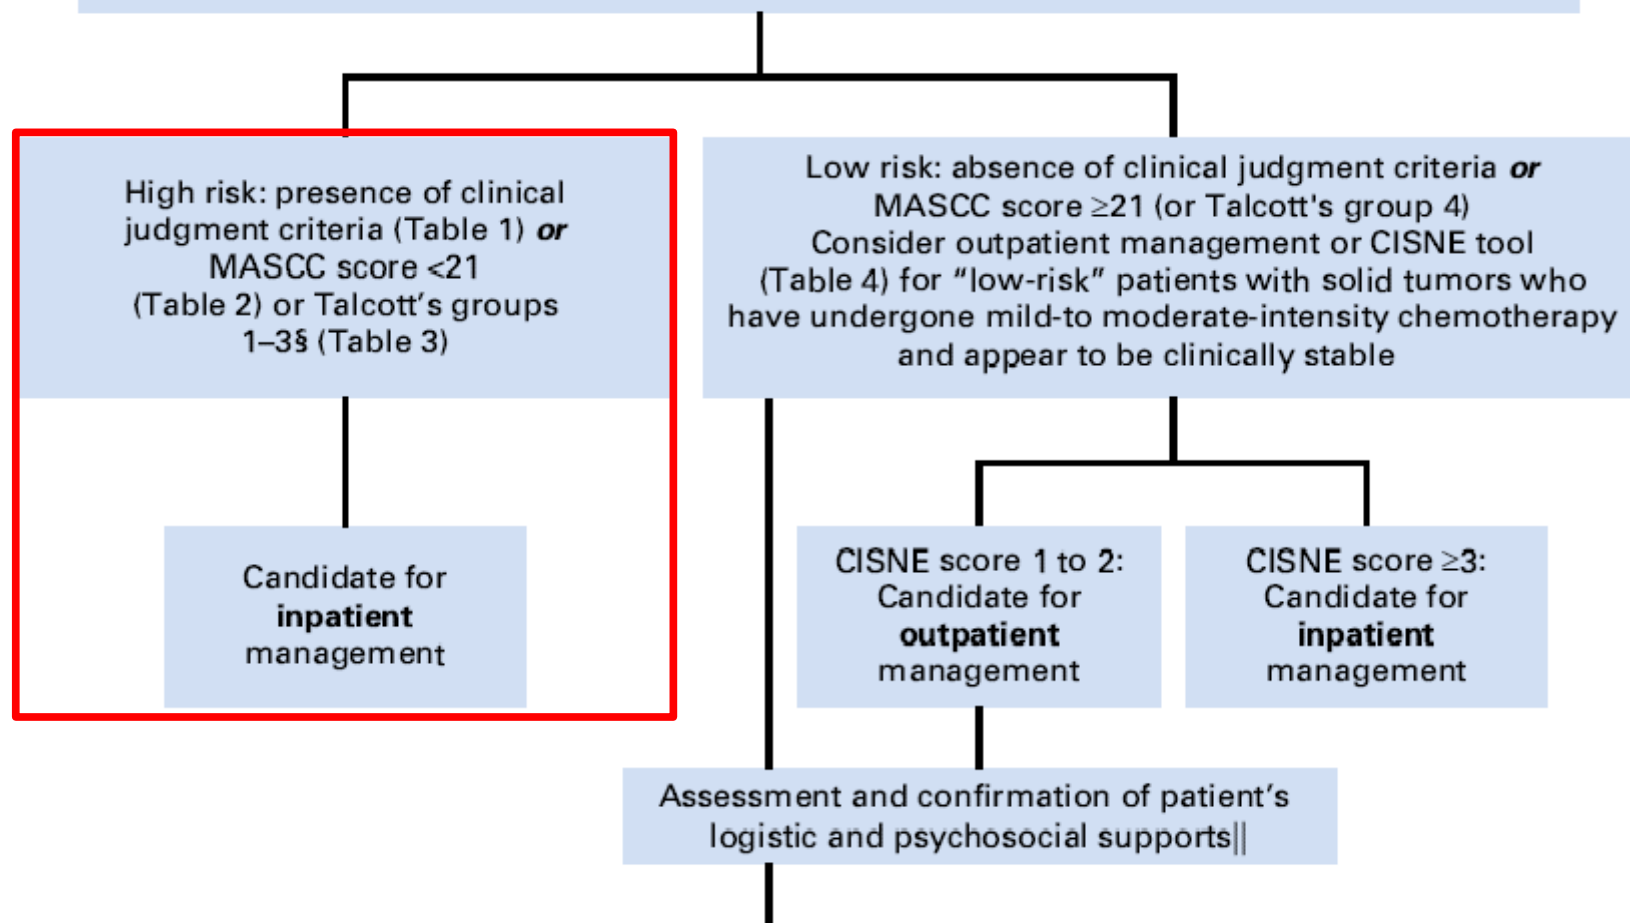 High risk: presence of clinical
judgment criteria (Table 1) or
MASCC score <21
(Table 2) or Talcott’s groups
1–3§ (Table 3)
Low risk: absence of clinical judgment criteria or
MASCC score ≥21 (or Talcott's group 4)
Consider outpatient management or CISNE tool
(Table 4) for “low-risk” patients with solid tumors who
have undergone mild-to moderate-intensity chemotherapy
and appear to be clinically stable
Candidate for
inpatient
management
CISNE score 1 to 2:
Candidate for
outpatient
management
CISNE score ≥3:
Candidate for
inpatient
management
Assessment and confirmation of patient’s
logistic and psychosocial supports||